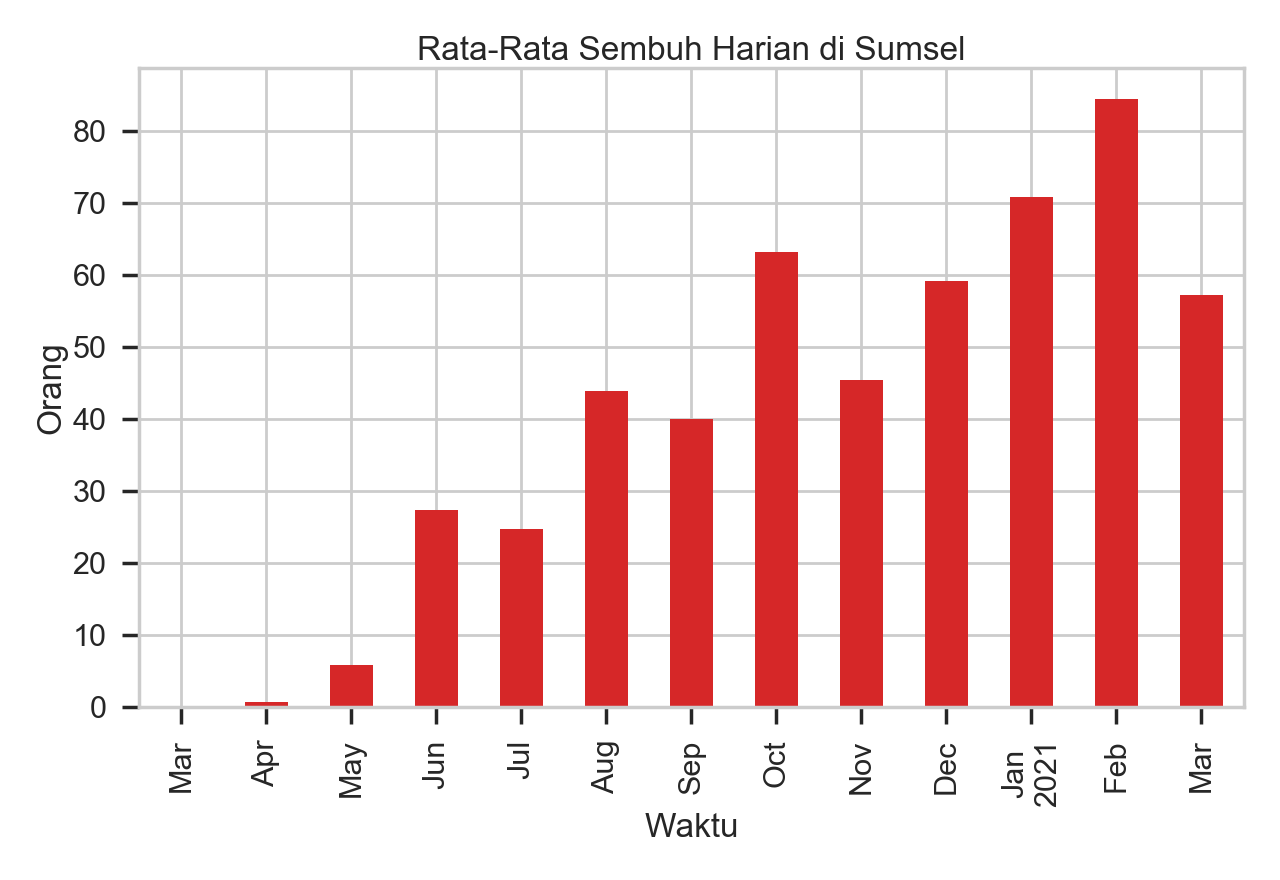 Rata-Rata Sembuh Harian di Sumsel
80
70
60
50
40
30
20
10
0
Orang
Mar
Apr
May
Jun
Jul
Aug
Sep
Oct
Nov
Dec
Jan
2021
Feb
Mar
Waktu